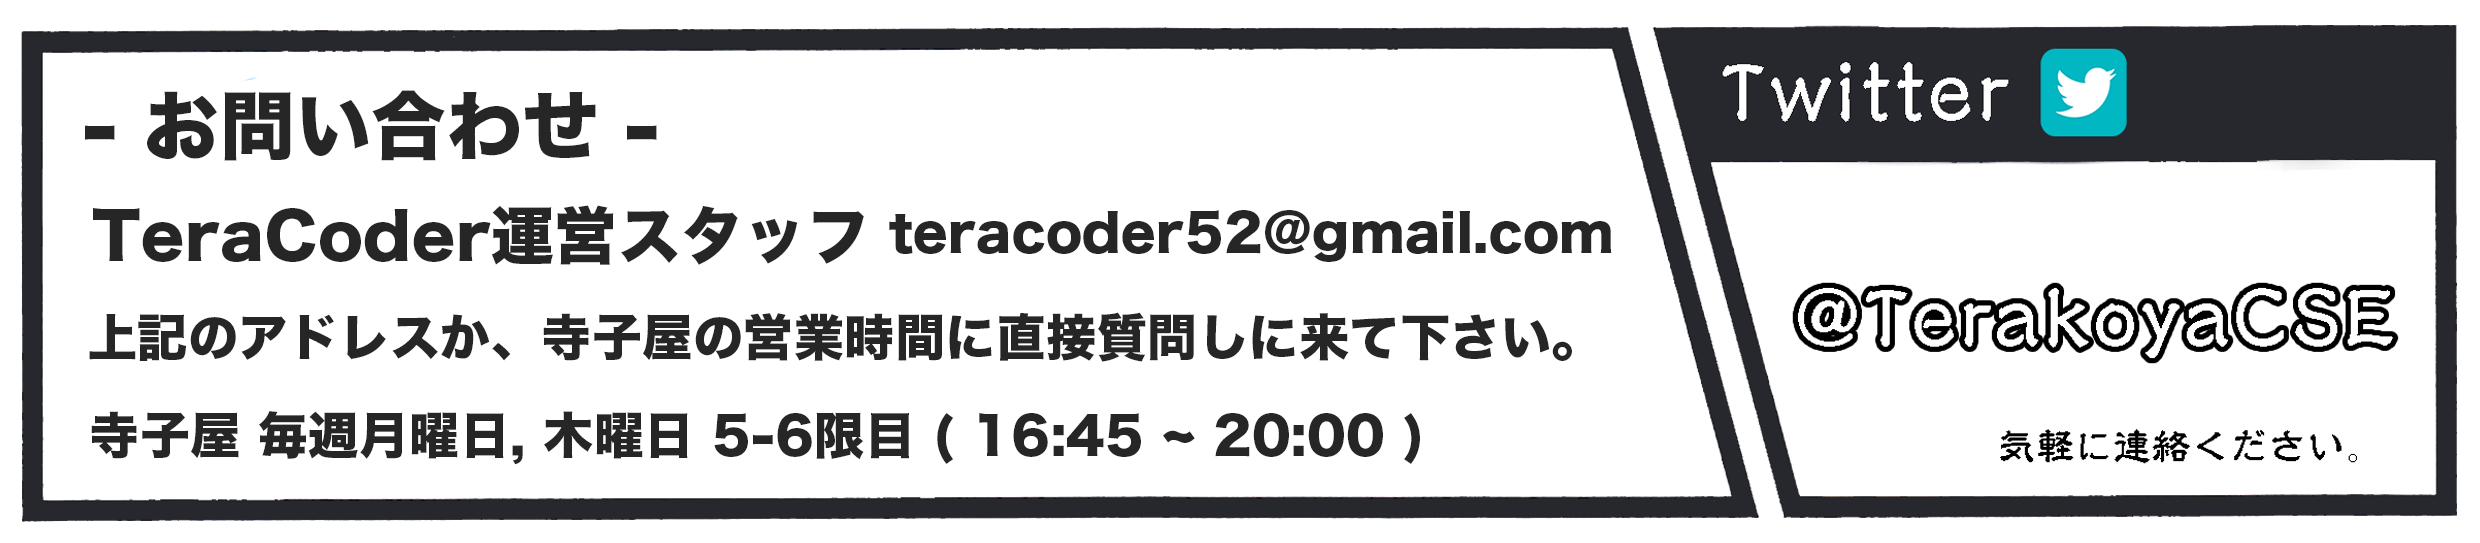 - お問い合わせ -
TeraCoder運営スタッフ teracoder52@gmail.com
上記のアドレスか、寺子屋の営業時間に直接質問しに来て下さい。
寺子屋 毎週月曜日, 木曜日 5-6限目 ( 16:45 ~ 20:00 )
Twitter
@TerakoyaCSE
気軽に連絡ください。